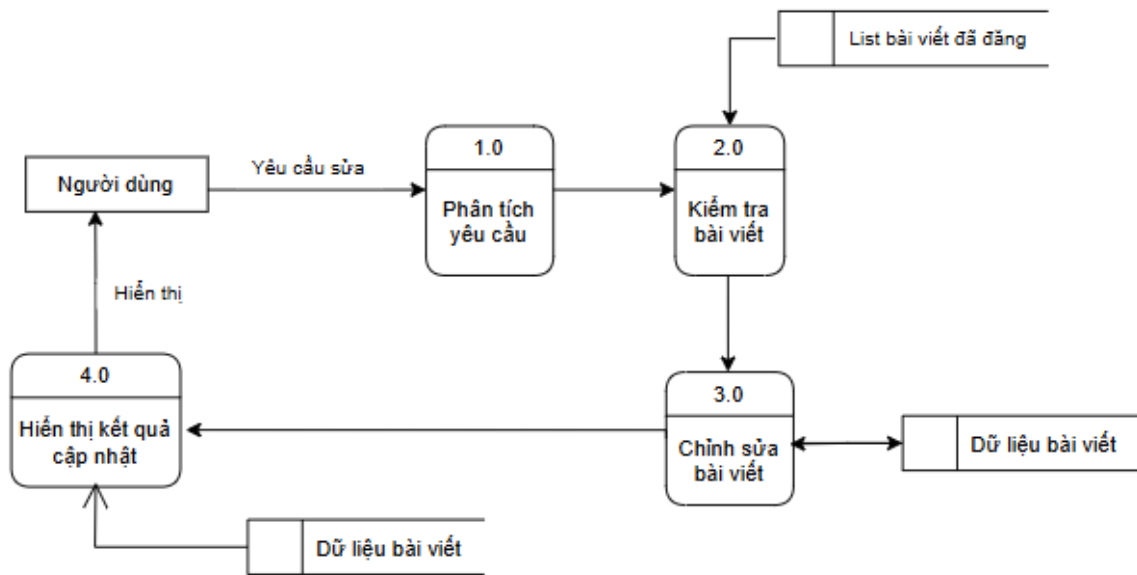 List bài viết đã đăng
1.0
2.0
Yêu cầu sửa
Người dùng
Phân tích
yêu cầu
Kiểm tra
bài viết
Hiển thị
4.0
3.0
Hiển thị kết quả
cập nhật
Chỉnh sửa
bài viết
Dữ liệu bài viết
Dữ liệu bài viết